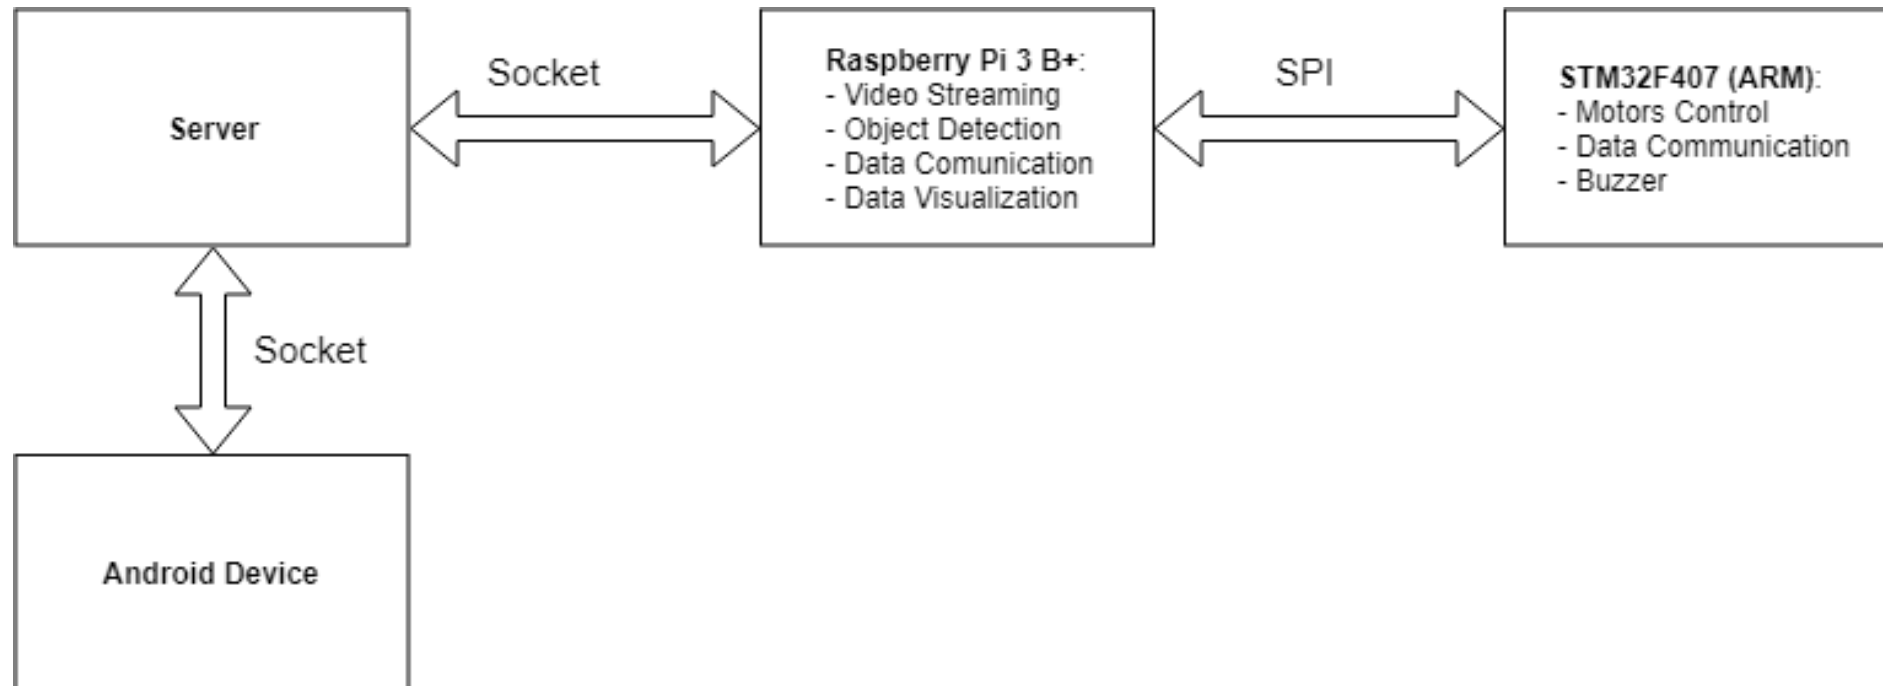 Server
Socket
Raspberry Pi 3 B+:
- Video Streaming
- Object Detection
- Data Comunication
- Data Visualization
SPI
STM32F407 (ARM):
- Motors Control
- Data Communication
- Buzzer
Socket
Android Device